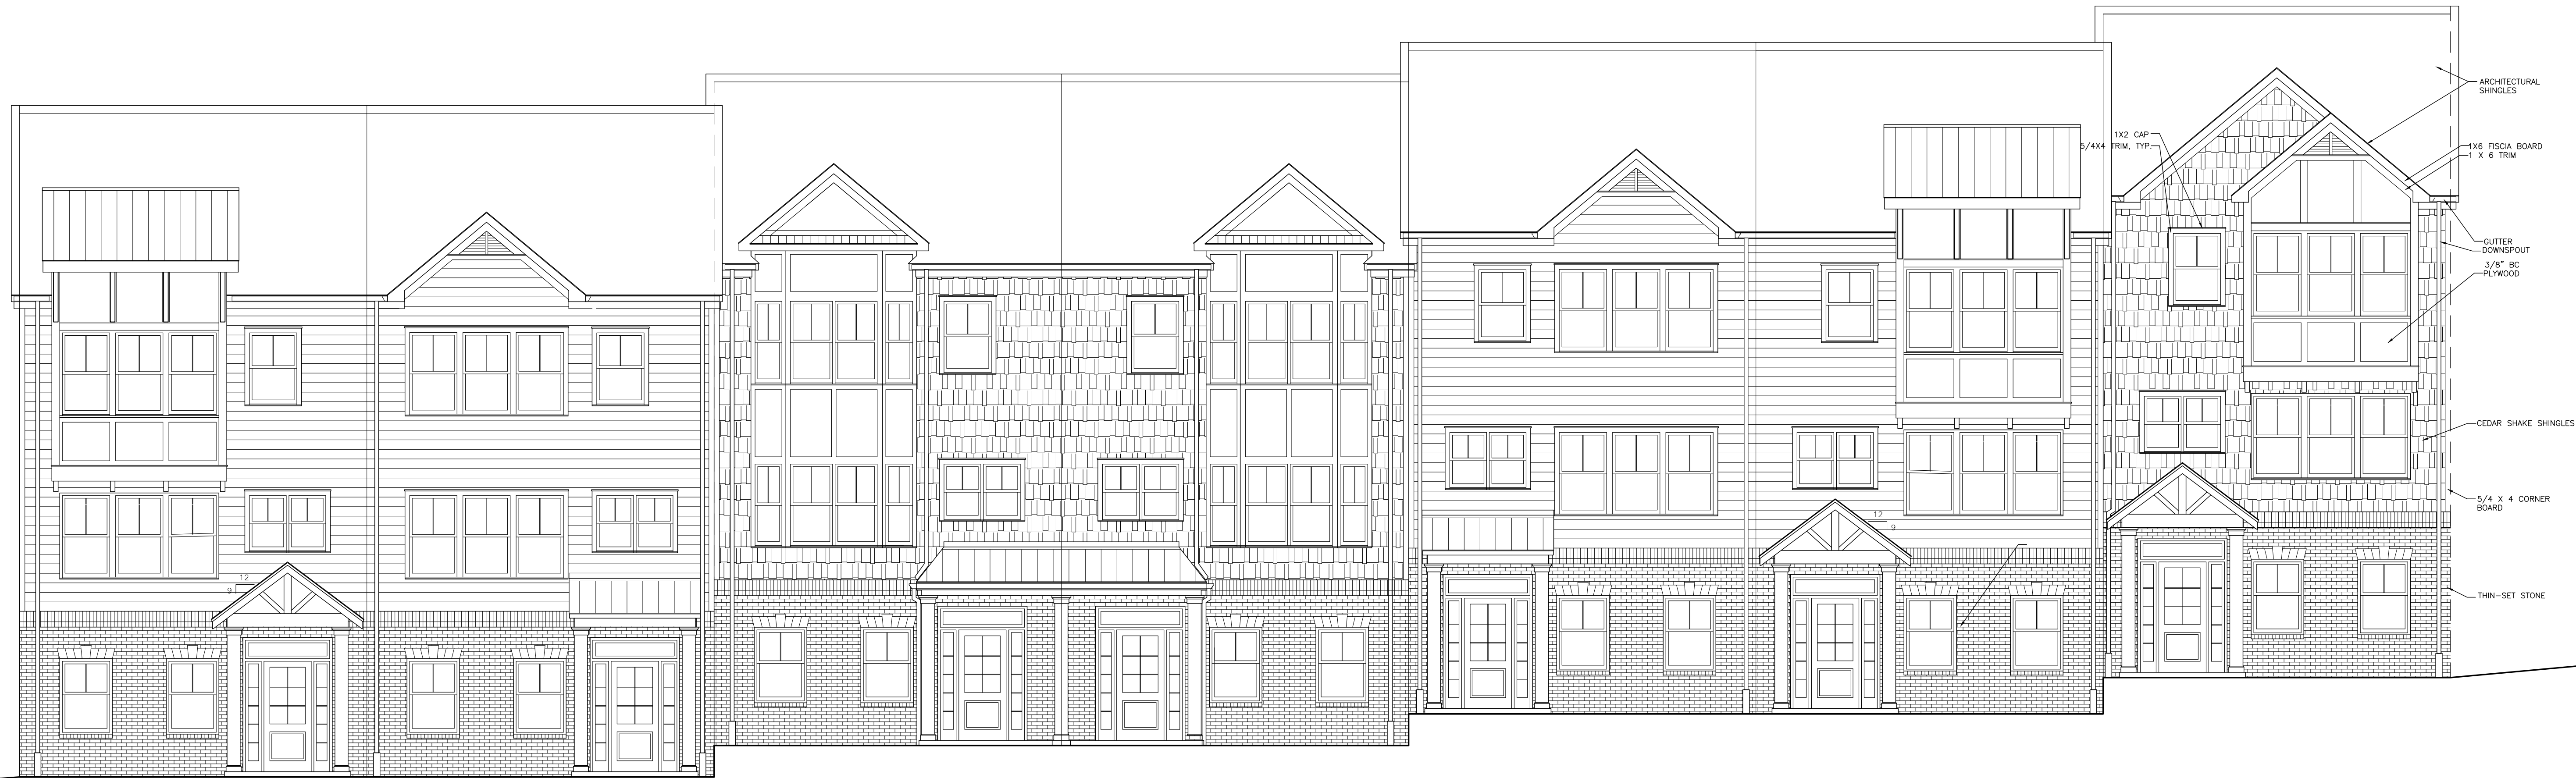 ARCHITECTURAL
SHINGLES
1X2 CAP
5/4X4 TRIM, TYP.
1X6 FISCIA BOARD
1 X 6 TRIM
GUTTER
DOWNSPOUT
3/8" BC
PLYWOOD
CEDAR SHAKE SHINGLES
5/4 X 4 CORNER
BOARD
12
9
12
9
THIN-SET STONE